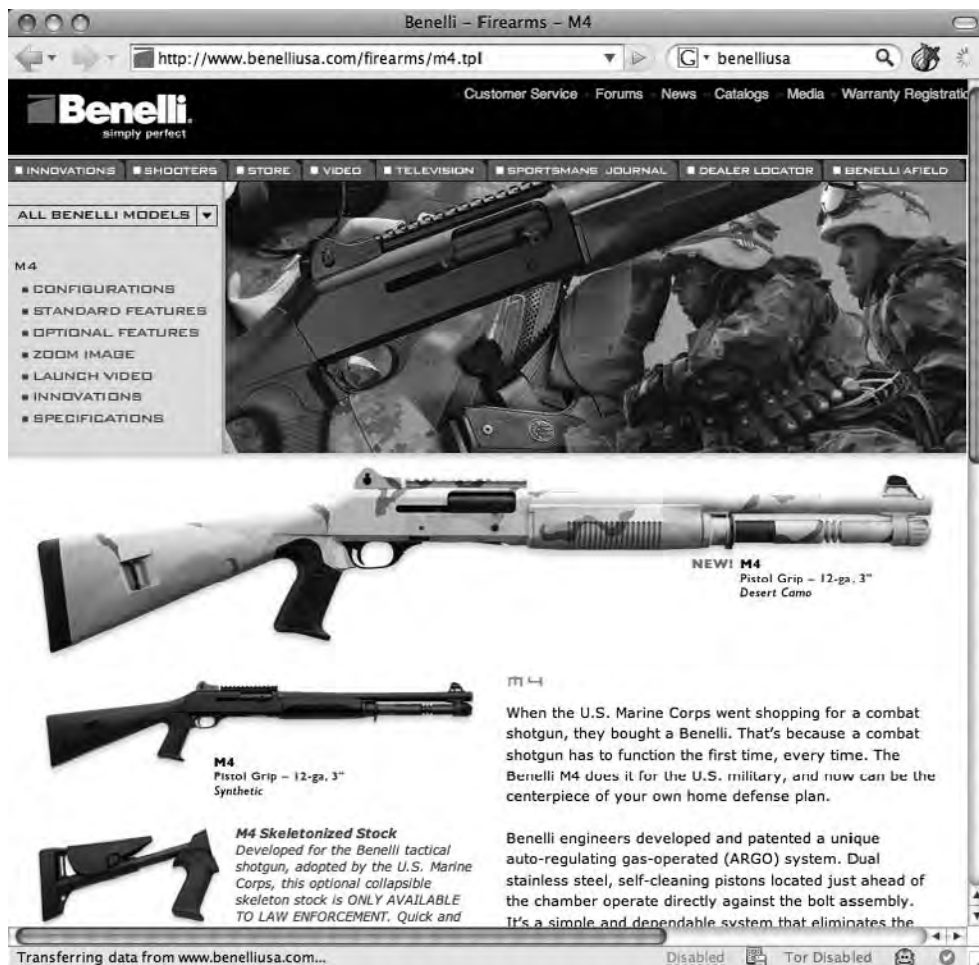 Benelli – Firearms – M4
http://www.benelliusa.com/firearms/m4.tpl
G benelliusa
Customer Service Forums News Catalogs Media Warranty Registratio
Benelli.
simply perfect
INNOVATIONS SHOOTERS STORE VIDEO TELEVISION SPORTSMANS JOURNAL DEALER LOCATOR BENELLI AFIELD
ALL BENELLI MODELS
M4
CONFIGURATIONS
STANDARD FEATURES
OPTIONAL FEATURES
ZOOM IMAGE
LAUNCH VIDEO
INNOVATIONS
SPECIFICATIONS
NEW! M4
Pistol Grip – 12-ga, 3"
Desert Camo
M4
Pistol Grip – 12-ga, 3"
Synthetic
M4 Skeletonized Stock
Developed for the Benelli tactical
shotgun, adopted by the U.S. Marine
Corps, this optional collapsible
skeleton stock is ONLY AVAILABLE
TO LAW ENFORCEMENT. Quick and
M4
When the U.S. Marine Corps went shopping for a combat
shotgun, they bought a Benelli. That's because a combat
shotgun has to function the first time, every time. The
Benelli M4 does it for the U.S. military, and now can be the
centerpiece of your own home defense plan.
Benelli engineers developed and patented a unique
auto-regulating gas-operated (ARGO) system. Dual
stainless steel, self-cleaning pistons located just ahead of
the chamber operate directly against the bolt assembly.
It's a simple and dependable system that eliminates the
Transferring data from www.benelliusa.com...
Disabled Tor Disabled